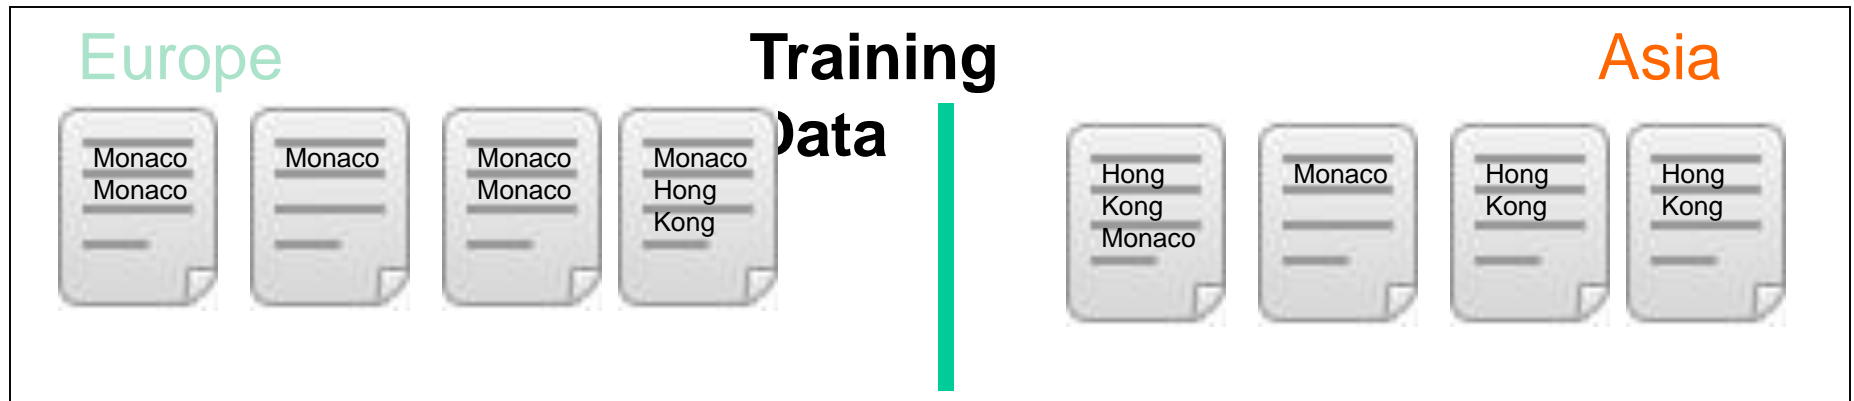 Europe
Training
Data
Asia
Monaco
Monaco
Monaco
Monaco
Monaco
Monaco
Hong
Kong
Hong
Kong
Monaco
Monaco
Hong
Kong
Hong
Kong